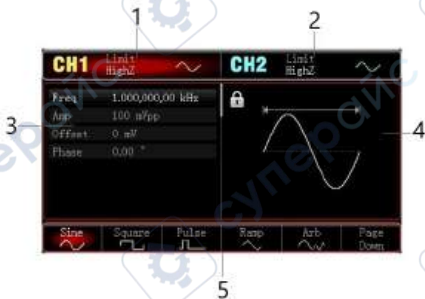 1
2
CH1 Limit HighZ
CH2 Limit HighZ
3
Freq 1.000,000,00 kHz
Amp 100 mVpp
Offset 0 mV
Phase 0.00 °
4
Sine Square Pulse Ramp Arb Page Down
5